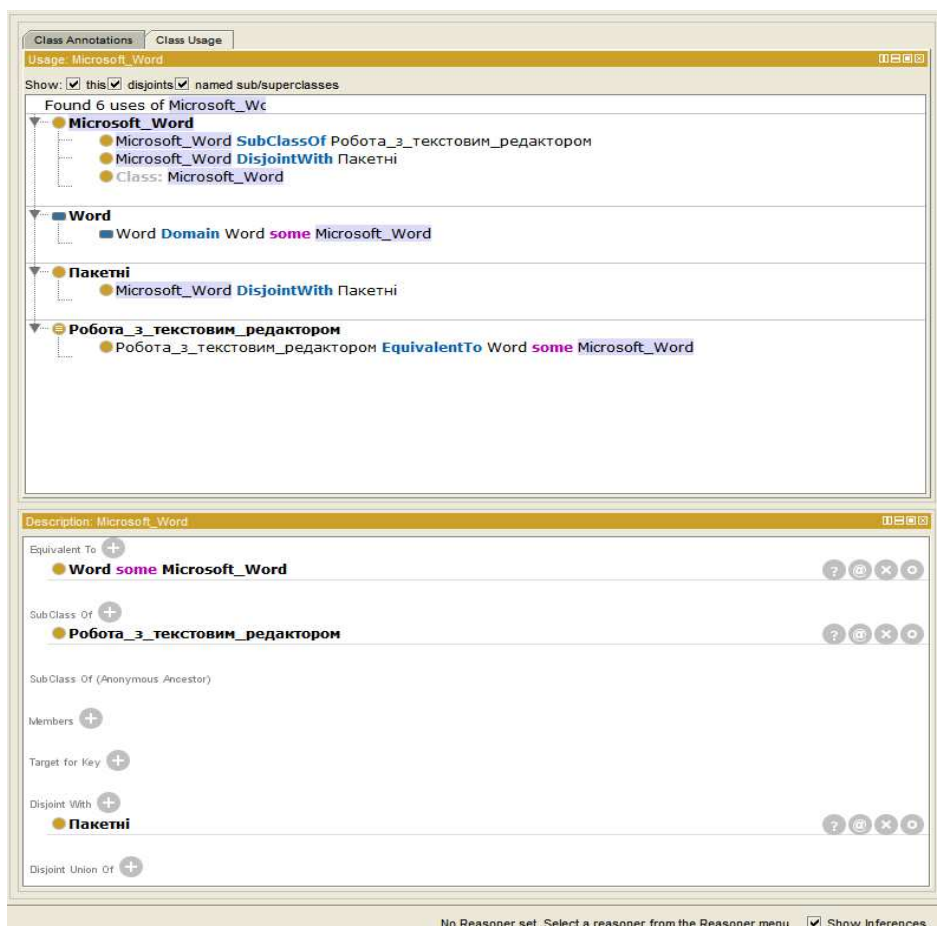 Class Annotations Class Usage
Usage: Microsoft_Word
Show: this disjoints named sub/superclasses
Found 6 uses of Microsoft_Wc
Microsoft_Word
Microsoft_Word SubClassOf Робота_з_текстовим_редактором
Microsoft_Word DisjointWith Пакетні
Class: Microsoft_Word
Word
Word Domain Word some Microsoft_Word
Пакетні
Microsoft_Word DisjointWith Пакетні
Робота_з_текстовим_редактором
Робота_з_текстовим_редактором EquivalentTo Word some Microsoft_Word
Description: Microsoft_Word
Equivalent To
Word some Microsoft_Word
SubClass Of
Робота_з_текстовим_редактором
SubClass Of (Anonymous Ancestor)
Members
Target for Key
Disjoint With
Пакетні
Disjoint Union Of
No Reasoner set. Select a reasoner from the Reasoner menu Show Inferences